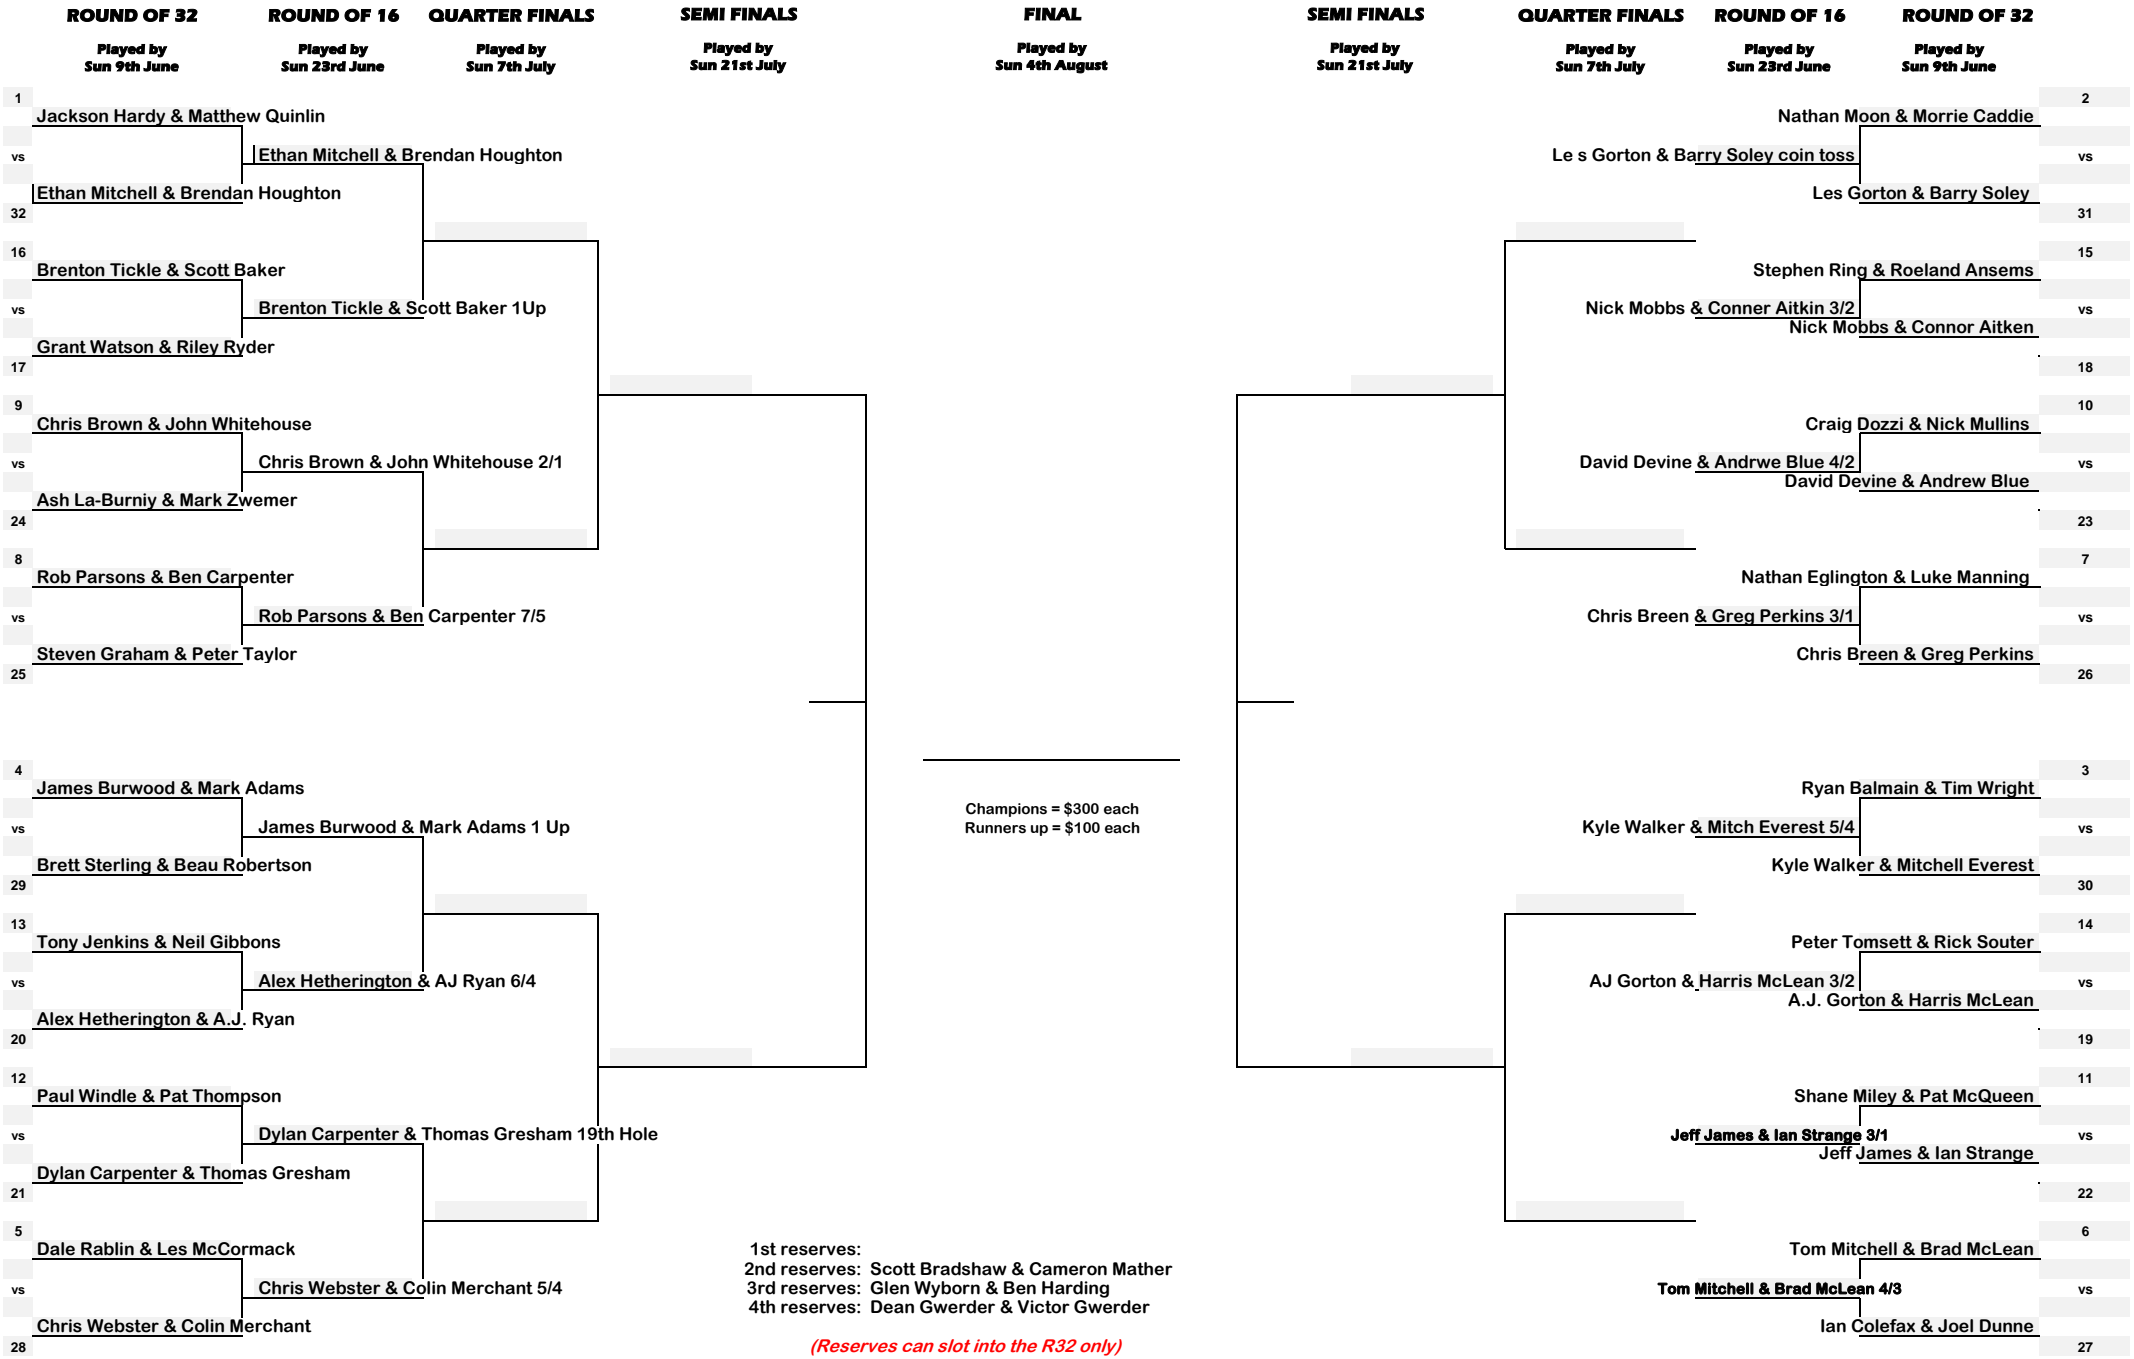 ROUND OF 32 ROUND OF 16 QUARTER FINALS SEMI FINALS FINAL SEMI FINALS QUARTER FINALS ROUND OF 16 ROUND OF 32
Played by Played by Played by Played by Played by Played by Played by Played by Played by
Sun 9th June Sun 23rd June Sun 7th July Sun 21st July Sun 4th August Sun 21st July Sun 7th July Sun 23rd June Sun 9th June
1 2
Jackson Hardy & Matthew Quinlin Nathan Moon & Morrie Caddie
vs Ethan Mitchell & Brendan Houghton Le s Gorton & Barry Soley coin toss vs
Ethan Mitchell & Brendan Houghton Les Gorton & Barry Soley
32 31
16 15
Brenton Tickle & Scott Baker Stephen Ring & Roeland Ansems
vs Brenton Tickle & Scott Baker 1Up Nick Mobbs & Conner Aitkin 3/2 vs
Nick Mobbs & Connor Aitken
Grant Watson & Riley Ryder
17 18
9 10
Chris Brown & John Whitehouse Craig Dozzi & Nick Mullins
vs Chris Brown & John Whitehouse 2/1 David Devine & Andrwe Blue 4/2 vs
David Devine & Andrew Blue
Ash La-Burniy & Mark Zwemer
24 23
8 7
Rob Parsons & Ben Carpenter Nathan Eglington & Luke Manning
vs Rob Parsons & Ben Carpenter 7/5 Chris Breen & Greg Perkins 3/1 vs
Steven Graham & Peter Taylor Chris Breen & Greg Perkins
25 26
4 3
James Burwood & Mark Adams Ryan Balmain & Tim Wright
Champions = $300 each
vs James Burwood & Mark Adams 1 Up Runners up = $100 each Kyle Walker & Mitch Everest 5/4 vs
Brett Sterling & Beau Robertson Kyle Walker & Mitchell Everest
29 30
13 14
Tony Jenkins & Neil Gibbons Peter Tomsett & Rick Souter
vs Alex Hetherington & AJ Ryan 6/4 AJ Gorton & Harris McLean 3/2 vs
A.J. Gorton & Harris McLean
Alex Hetherington & A.J. Ryan
20 19
12 11
Paul Windle & Pat Thompson Shane Miley & Pat McQueen
vs Dylan Carpenter & Thomas Gresham 19th Hole Jeff James & Ian Strange 3/1 vs
Jeff James & Ian Strange
Dylan Carpenter & Thomas Gresham
21 22
5 6
Dale Rablin & Les McCormack 1st reserves: Tom Mitchell & Brad McLean
2nd reserves: Scott Bradshaw & Cameron Mather
vs Chris Webster & Colin Merchant 5/4 3rd reserves: Glen Wyborn & Ben Harding Tom Mitchell & Brad McLean 4/3 vs
4th reserves: Dean Gwerder & Victor Gwerder
Chris Webster & Colin Merchant Ian Colefax & Joel Dunne
28 (Reserves can slot into the R32 only) 27